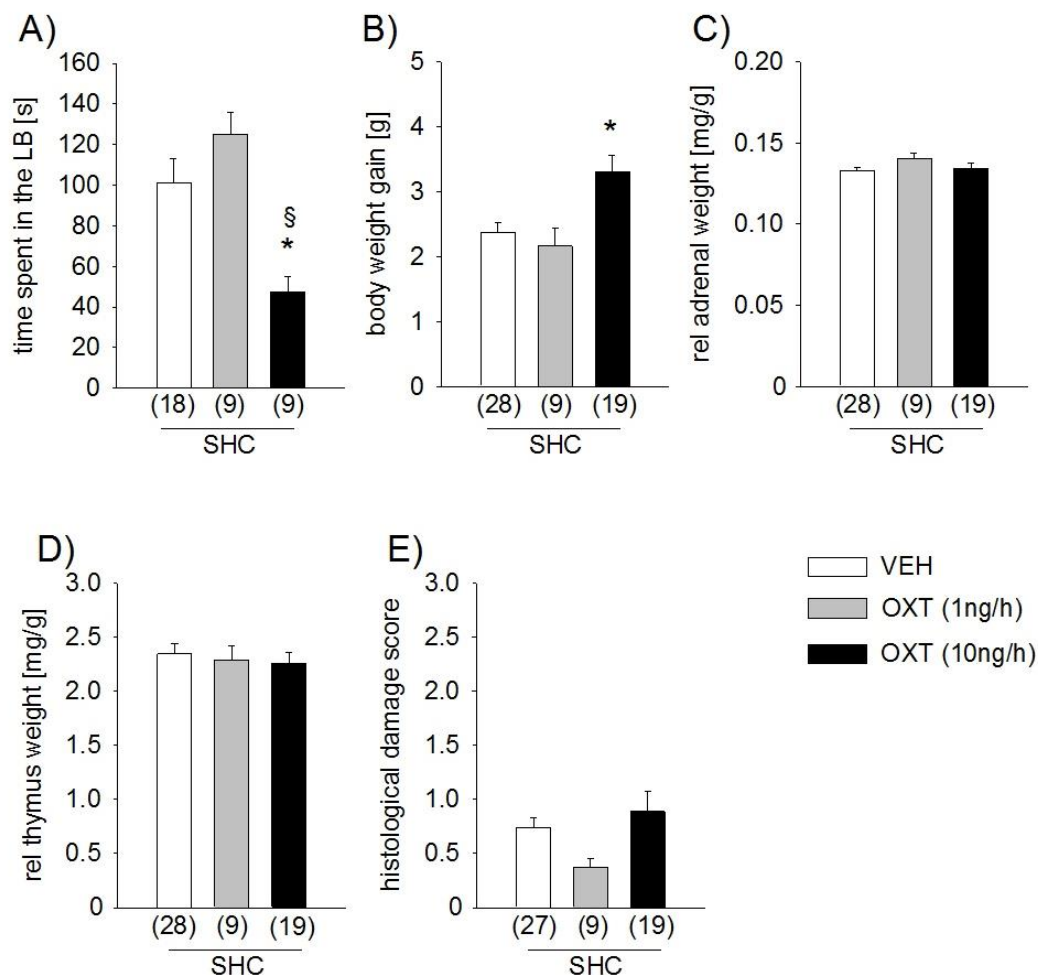 A)
time spent in the LB [s]
160
140
120
100
80
60
40
20
0
§
*
(18) (9) (9)
SHC
B)
body weight gain [g]
5
4
3
2
1
0
*
(28) (9) (19)
SHC
C)
rel adrenal weight [mg/g]
0.20
0.15
0.10
0.05
0
(28) (9) (19)
SHC
D)
rel thymus weight [mg/g]
3.0
2.5
2.0
1.5
1.0
0.5
0
(28) (9) (19)
SHC
E)
histological damage score
3.0
2.5
2.0
1.5
1.0
0.5
0
(27) (9) (19)
SHC
VEH
OXT (1ng/h)
OXT (10ng/h)